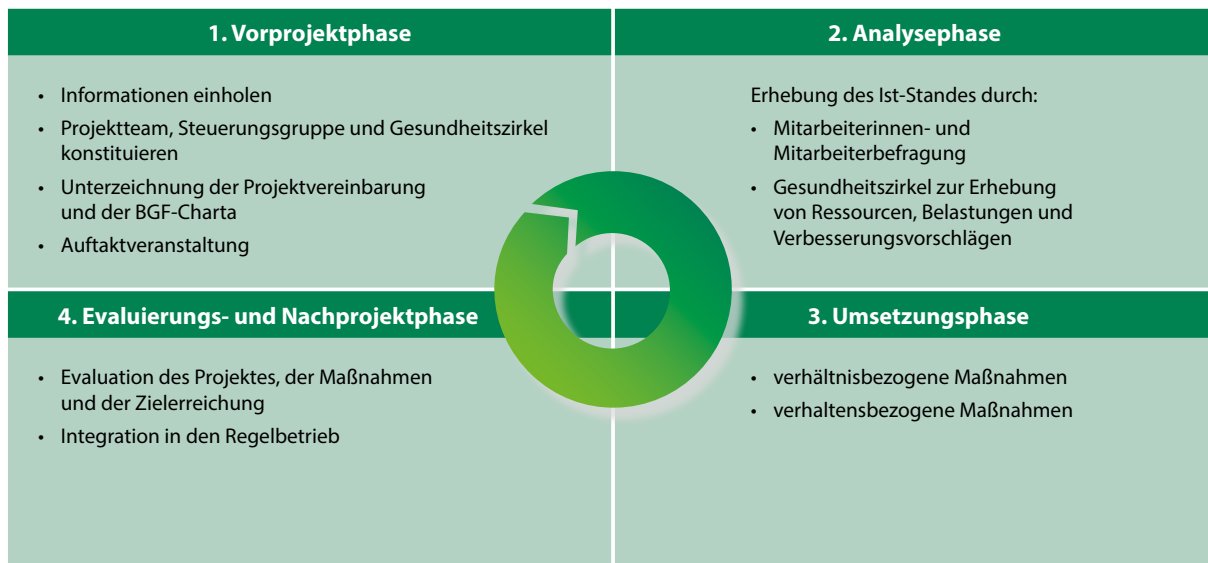 1. Vorprojektphase
• Informationen einholen
• Projektteam, Steuerungsgruppe und Gesundheitszirkel
konstituieren
• Unterzeichnung der Projektvereinbarung
und der BGF-Charta
• Auftaktveranstaltung
2. Analysephase
Erhebung des Ist-Standes durch:
• Mitarbeiterinnen- und
Mitarbeiterbefragung
• Gesundheitszirkel zur Erhebung
von Ressourcen, Belastungen und
Verbesserungsvorschlägen
3. Umsetzungsphase
• verhältnisbezogene Maßnahmen
• verhaltensbezogene Maßnahmen
4. Evaluierungs- und Nachprojektphase
• Evaluation des Projektes, der Maßnahmen
und der Zielerreichung
• Integration in den Regelbetrieb